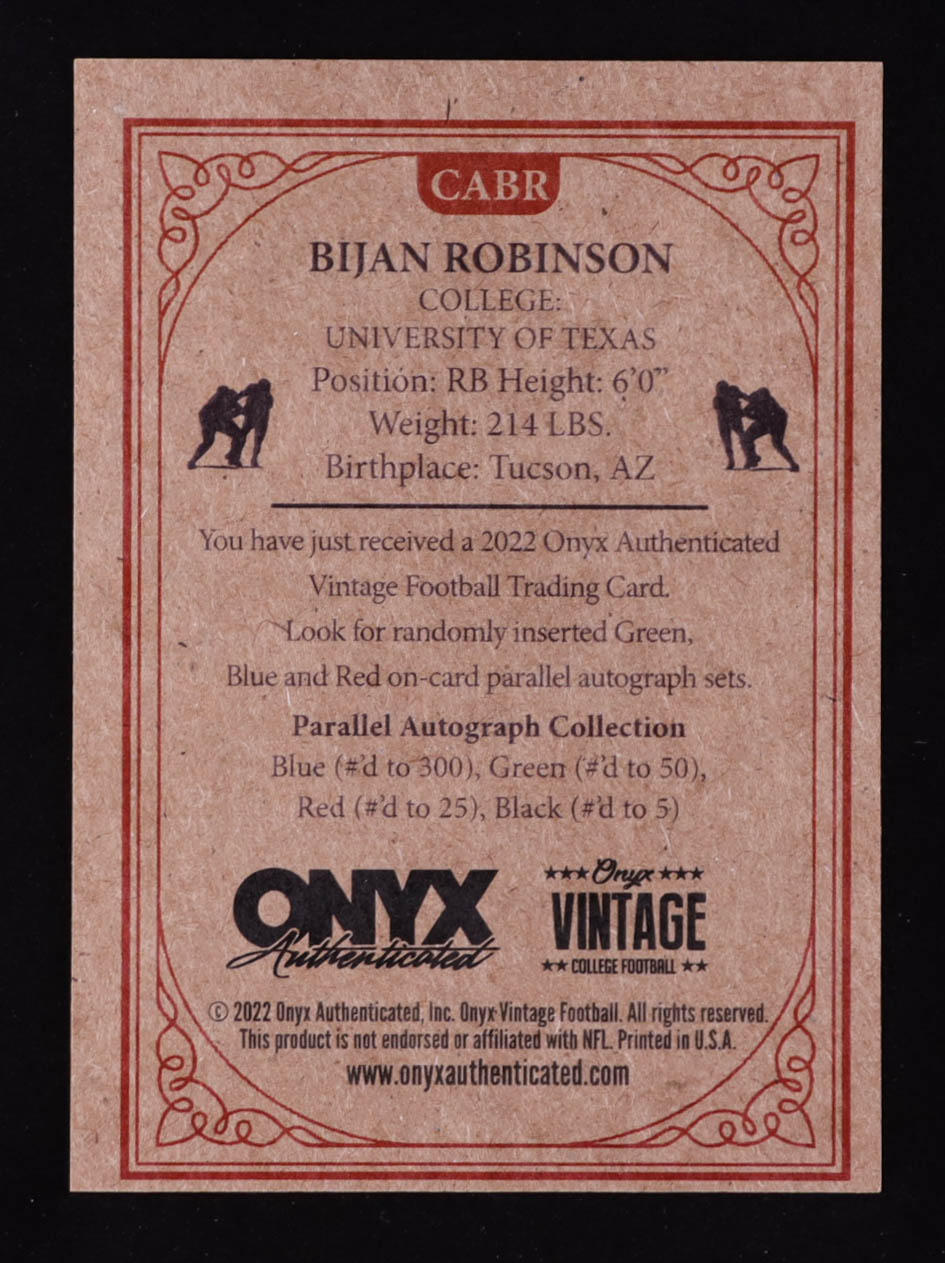 CABR
BIJAN ROBINSON
COLLEGE:
UNIVERSITY OF TEXAS
Position: RB Height: 6'0"
Weight: 214 LBS.
Birthplace: Tucson, AZ
You have just received a 2022 Onyx Authenticated
Vintage Football Trading Card.
Look for randomly inserted Green,
Blue and Red on-card parallel autograph sets.
Parallel Autograph Collection
Blue (#'d to 300), Green (#'d to 50),
Red (#'d to 25), Black (#'d to 5)
ONYX
Authenticated
Onyx
VINTAGE
COLLEGE FOOTBALL
© 2022 Onyx Authenticated, Inc. Onyx Vintage Football. All rights reserved.
This product is not endorsed or affiliated with NFL. Printed in U.S.A.
www.onyxauthenticated.com